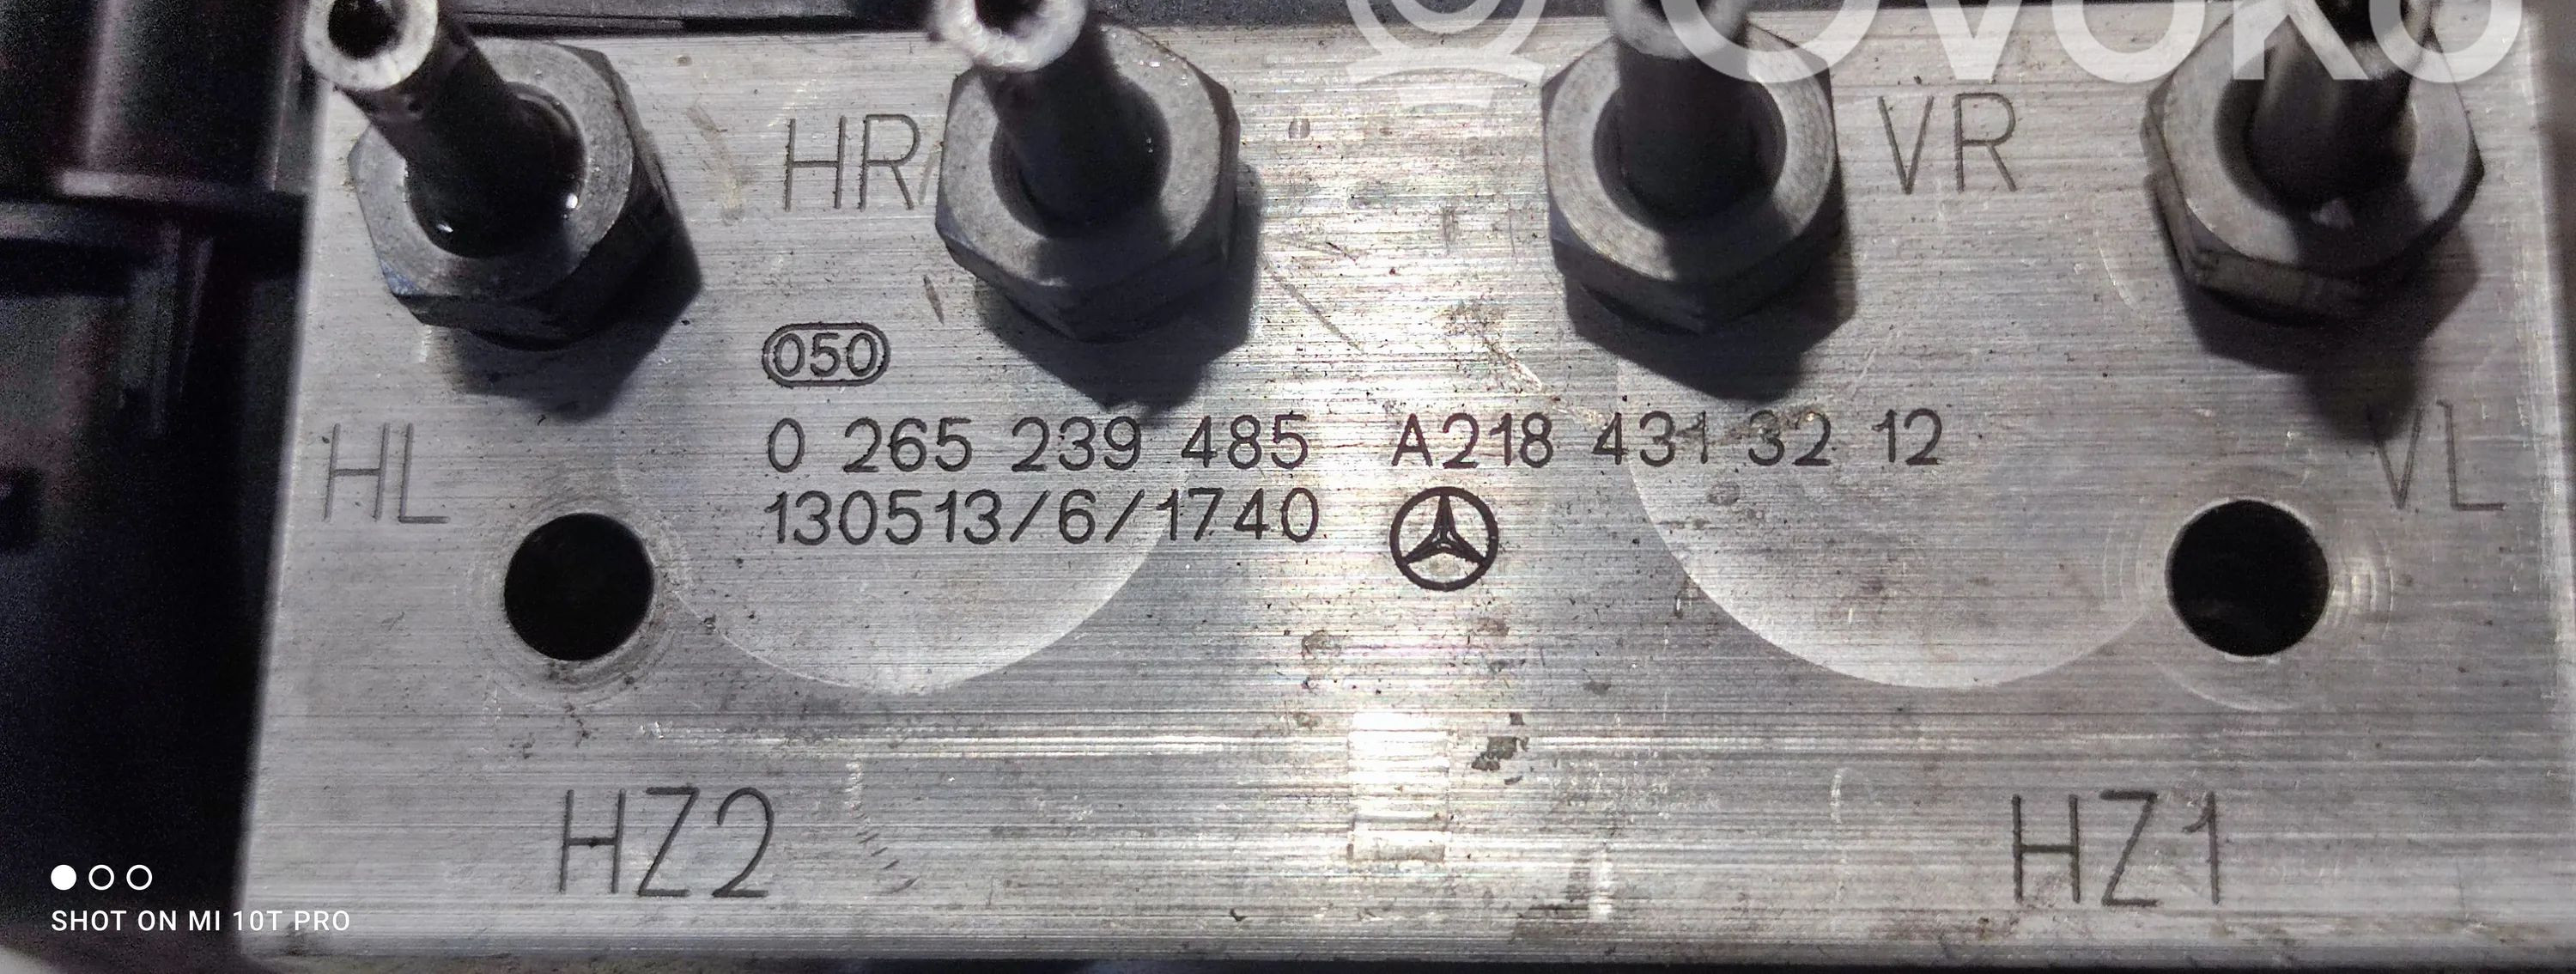 Ovoko
HR
VR
050
0 265 239 485 A218 431 32 12
HL
VL
130513/6/1740
HZ2
HZ1
SHOT ON MI 10T PRO